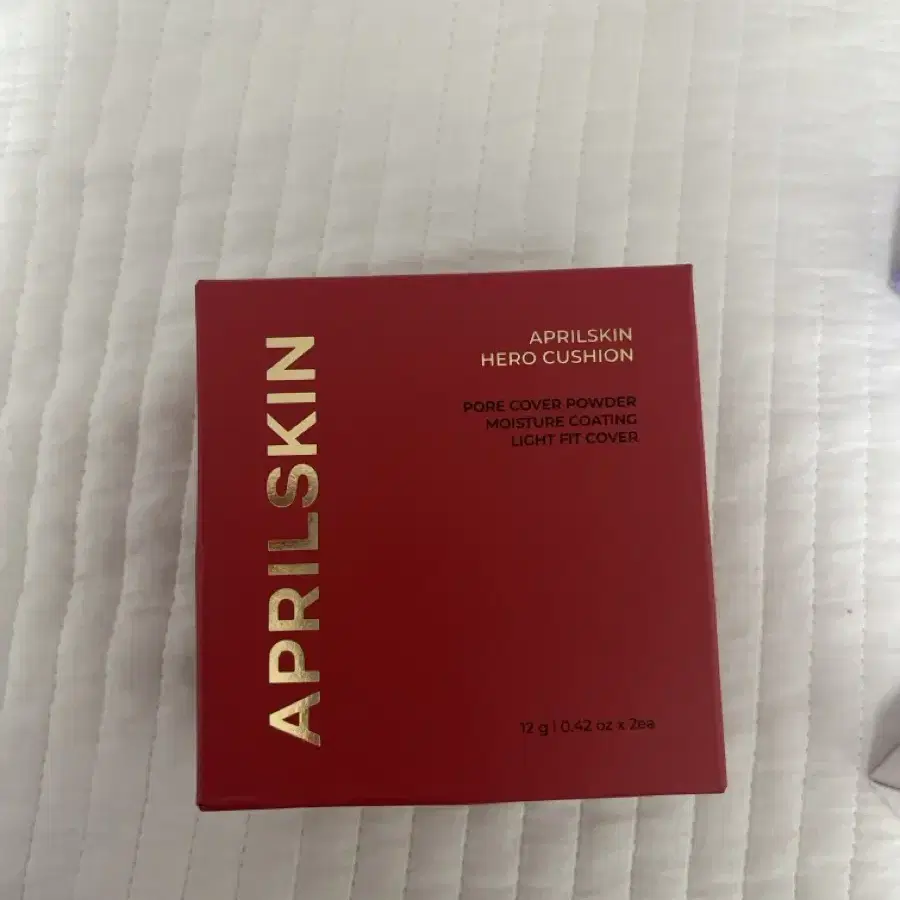 APRILSKIN
APRILSKIN
HERO CUSHION
PORE COVER POWDER
MOISTURE COATING
LIGHT FIT COVER
12 g | 0.42 oz x 2ea